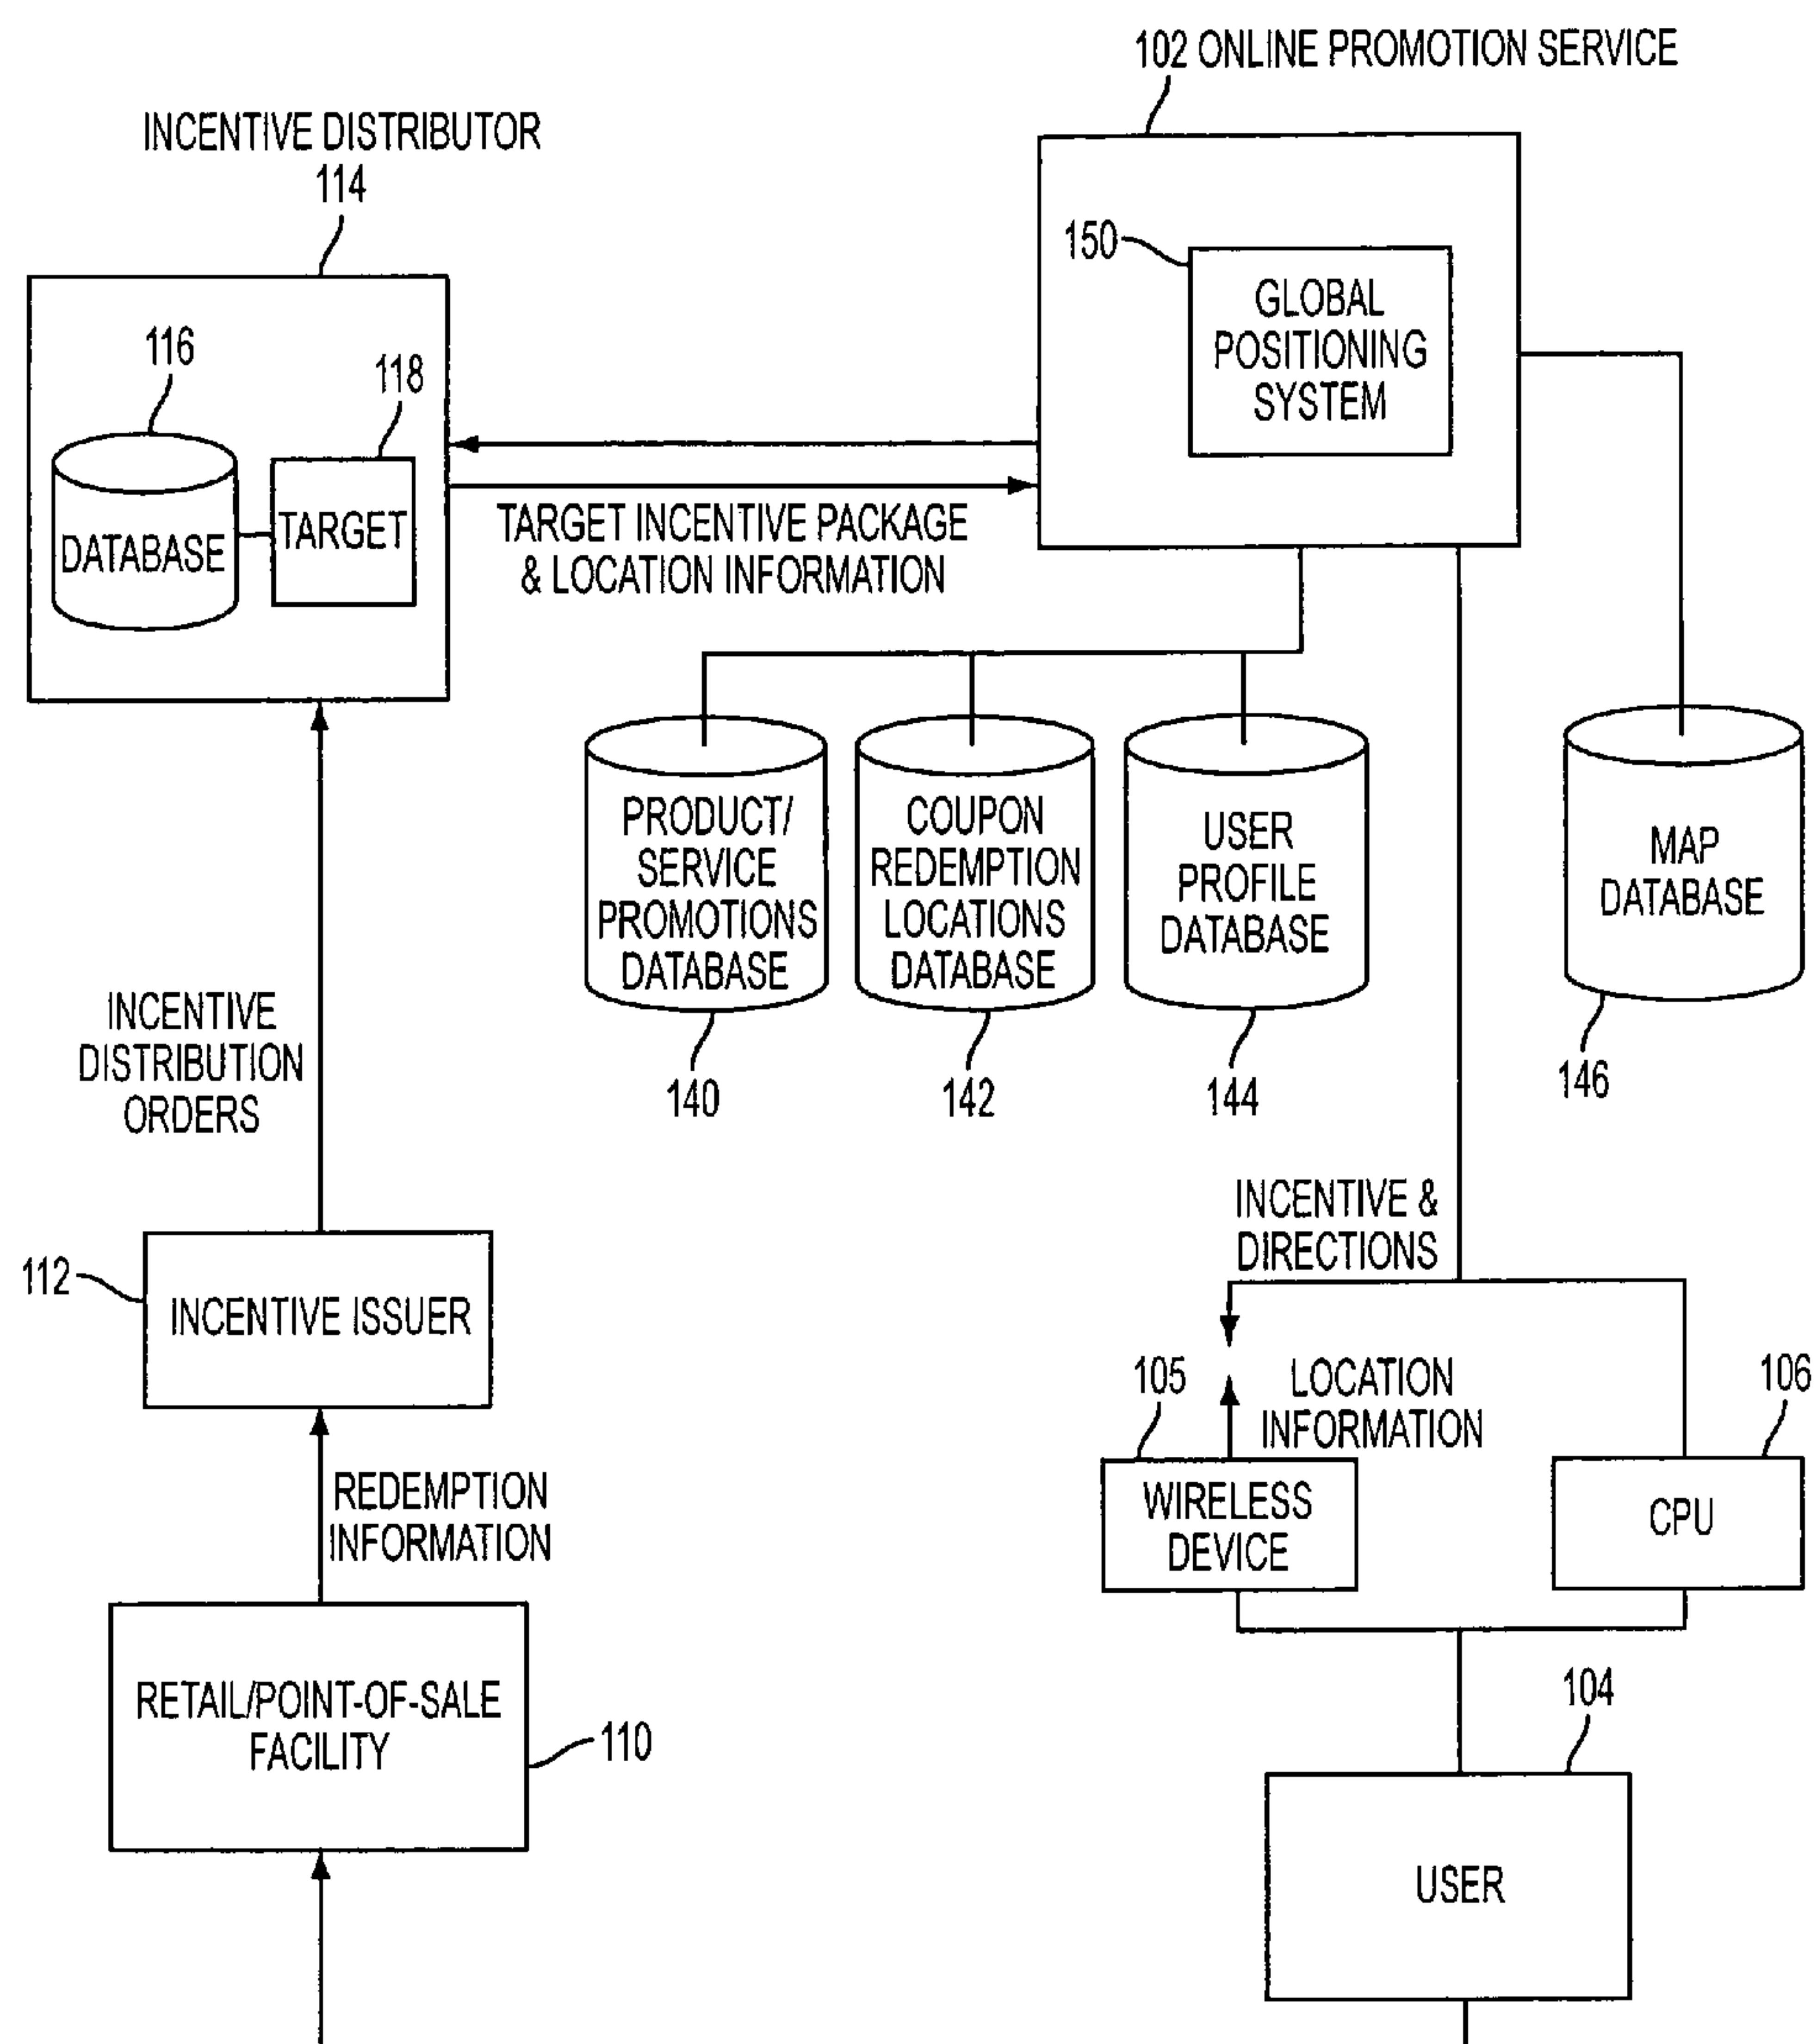 102 ONLINE PROMOTION SERVICE
INCENTIVE DISTRIBUTOR
114
150
GLOBAL
POSITIONING
SYSTEM
116
118
DATABASE
TARGET
TARGET INCENTIVE PACKAGE
& LOCATION INFORMATION
PRODUCT/
SERVICE
PROMOTIONS
DATABASE
COUPON
REDEMPTION
LOCATIONS
DATABASE
USER
PROFILE
DATABASE
MAP
DATABASE
140
142
144
146
INCENTIVE
DISTRIBUTION
ORDERS
INCENTIVE &
DIRECTIONS
112
INCENTIVE ISSUER
105
LOCATION
INFORMATION
106
WIRELESS
DEVICE
CPU
REDEMPTION
INFORMATION
RETAIL/POINT-OF-SALE
FACILITY
110
104
USER